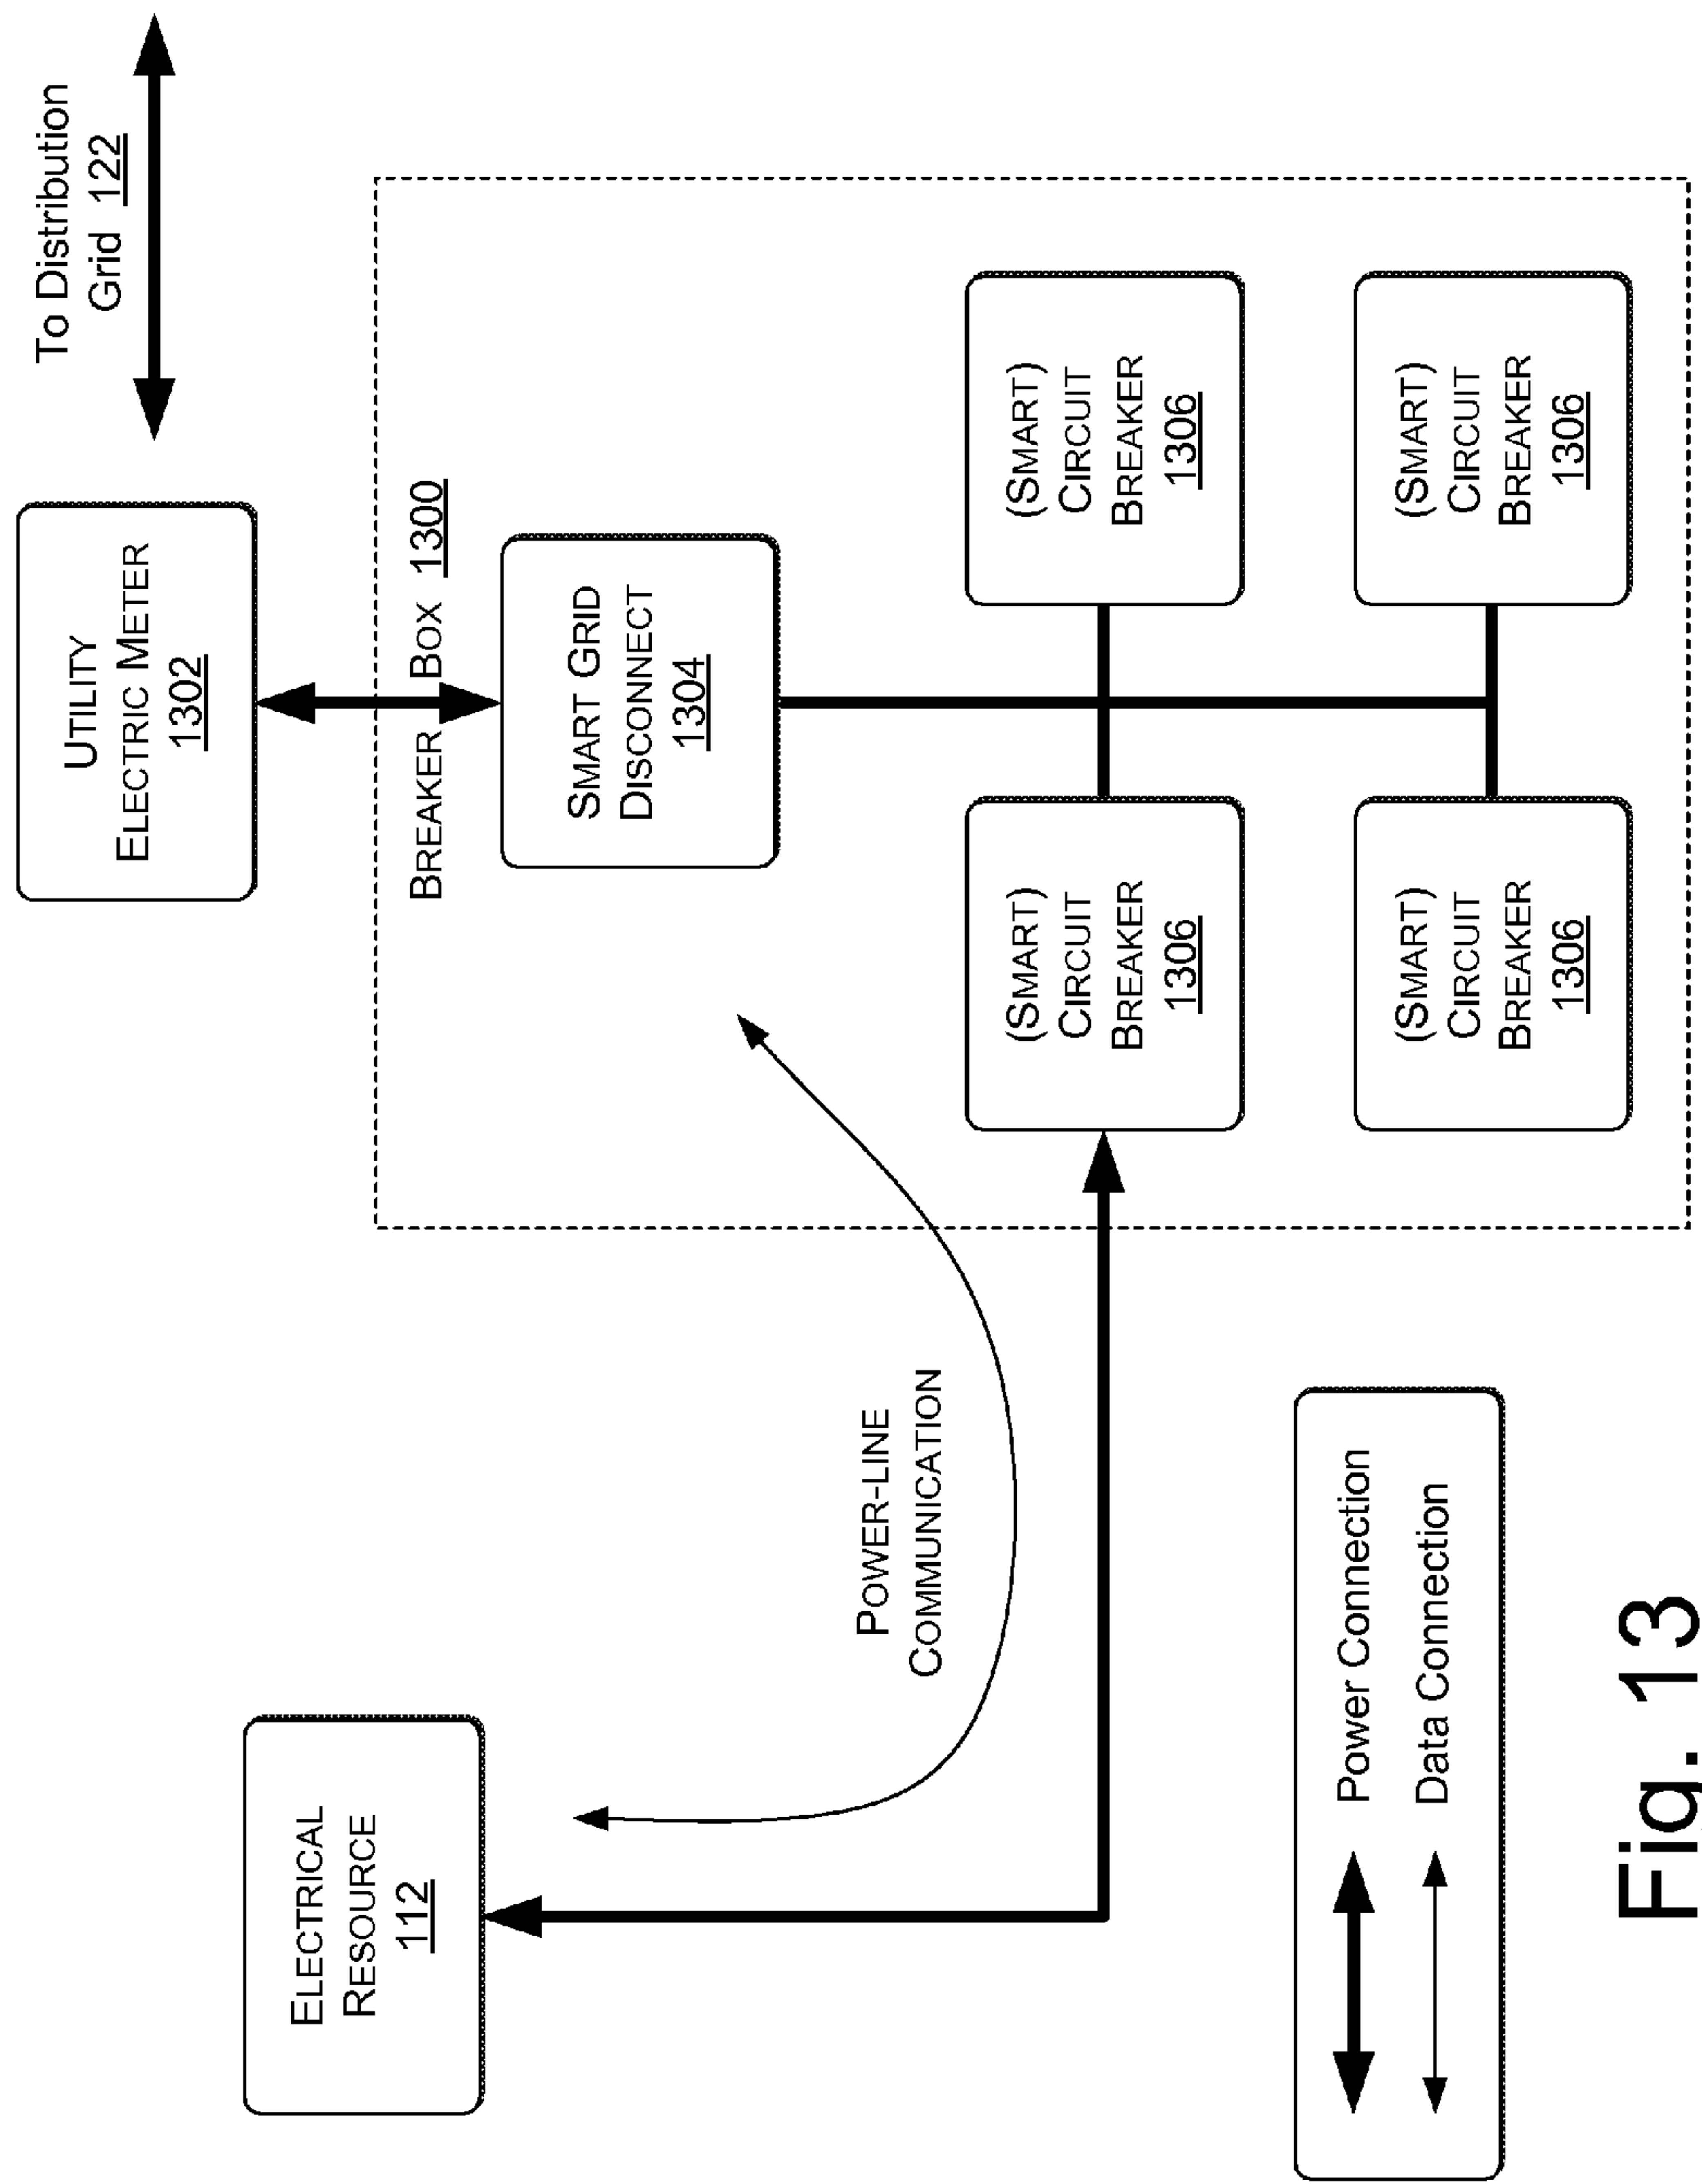 To Distribution
Grid 122
UTILITY
ELECTRIC METER
1302
BREAKER BOX 1300
SMART GRID
DISCONNECT
1304
ELECTRICAL
RESOURCE
112
POWER-LINE
COMMUNICATION
(SMART)
CIRCUIT
BREAKER
1306
(SMART)
CIRCUIT
BREAKER
1306
(SMART)
CIRCUIT
BREAKER
1306
(SMART)
CIRCUIT
BREAKER
1306
Power Connection
Data Connection
Fig. 13